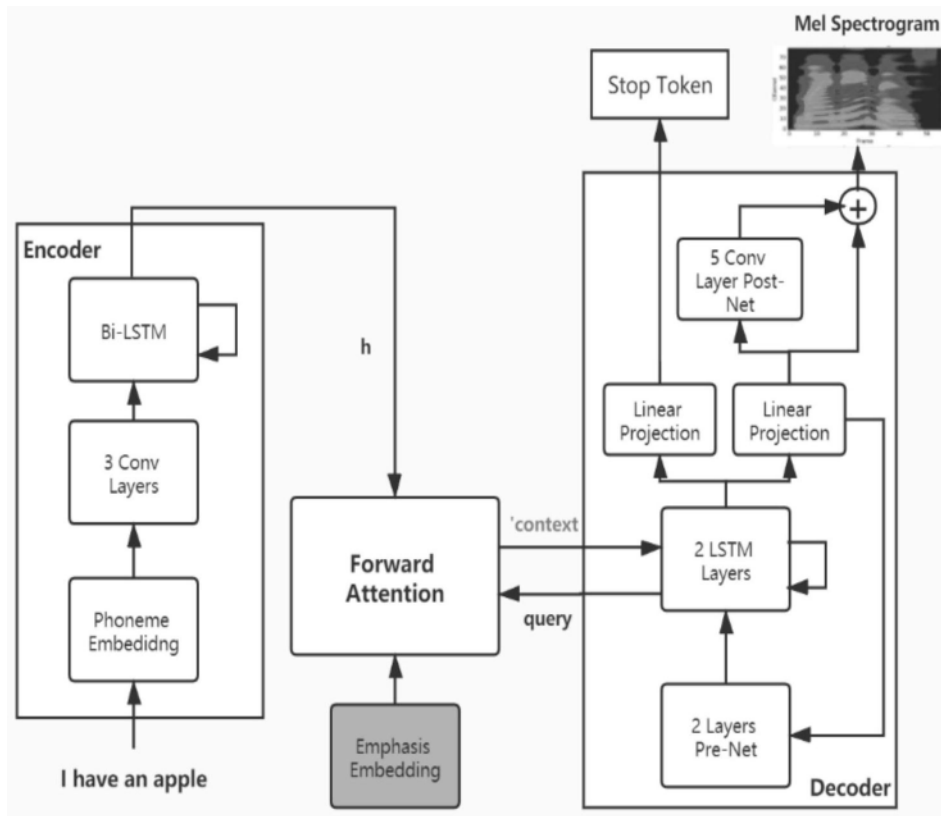 Mel Spectrogram
Stop Token
Encoder
Bi-LSTM
3 Conv
Layers
Phoneme
Embedidng
I have an apple
h
Forward
Attention
Emphasis
Embedding
'context
query
5 Conv
Layer Post-
Net
+
Linear
Projection
Linear
Projection
2 LSTM
Layers
2 Layers
Pre-Net
Decoder